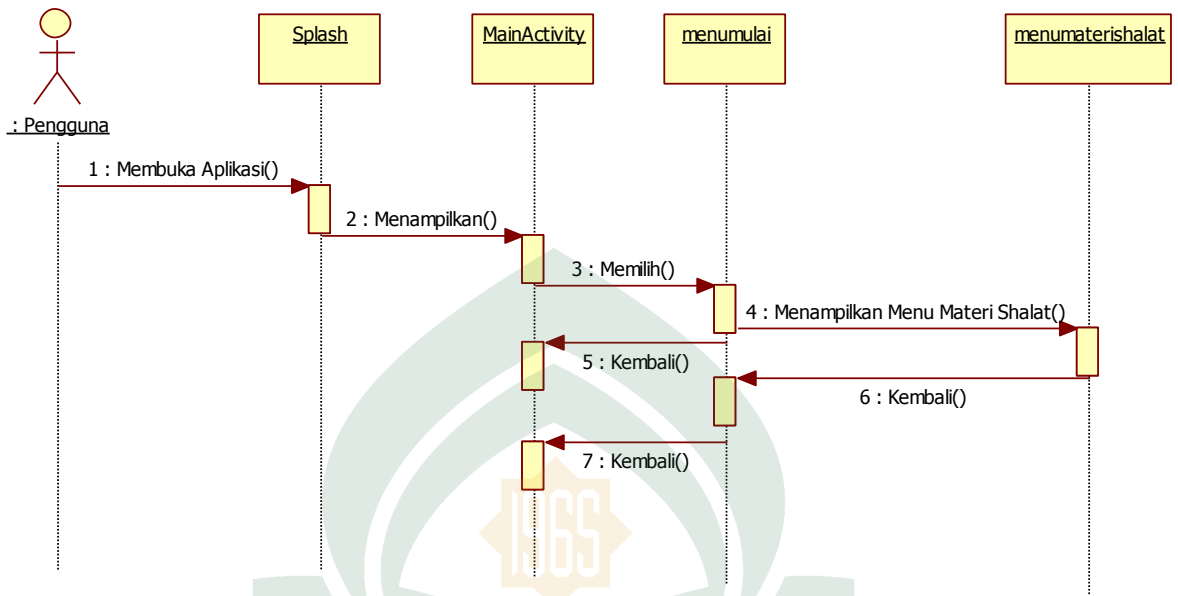 Splash
MainActivity
menumulai
menumaterishalat
: Pengguna
1 : Membuka Aplikasi()
2 : Menampilkan()
3 : Memilih()
4 : Menampilkan Menu Materi Shalat()
5 : Kembali()
6 : Kembali()
7 : Kembali()
1965